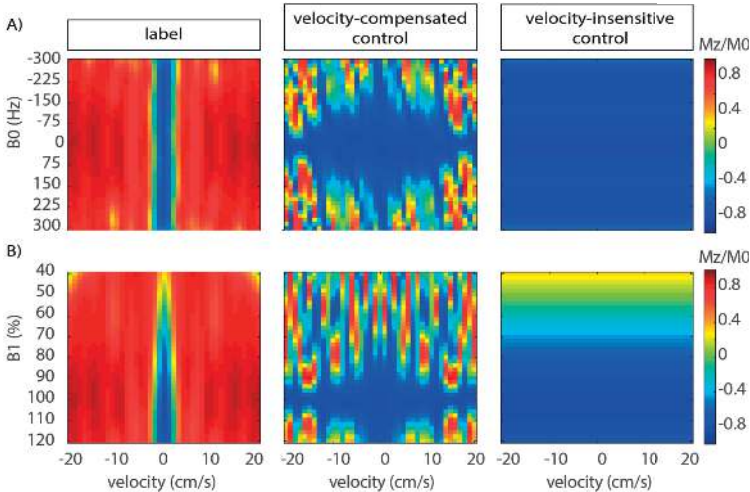 A)
label
velocity-compensated
control
velocity-insensitive
control
Mz/M0
B0 (Hz)
-300
-225
-150
-75
0
75
150
225
300
0.8
0.4
0
-0.4
-0.8
B)
Mz/M0
B1 (%)
40
50
60
70
80
90
100
110
120
0.8
0.4
0
-0.4
-0.8
-20 -10 0 10 20
-20 -10 0 10 20
-20 -10 0 10 20
velocity (cm/s)
velocity (cm/s)
velocity (cm/s)